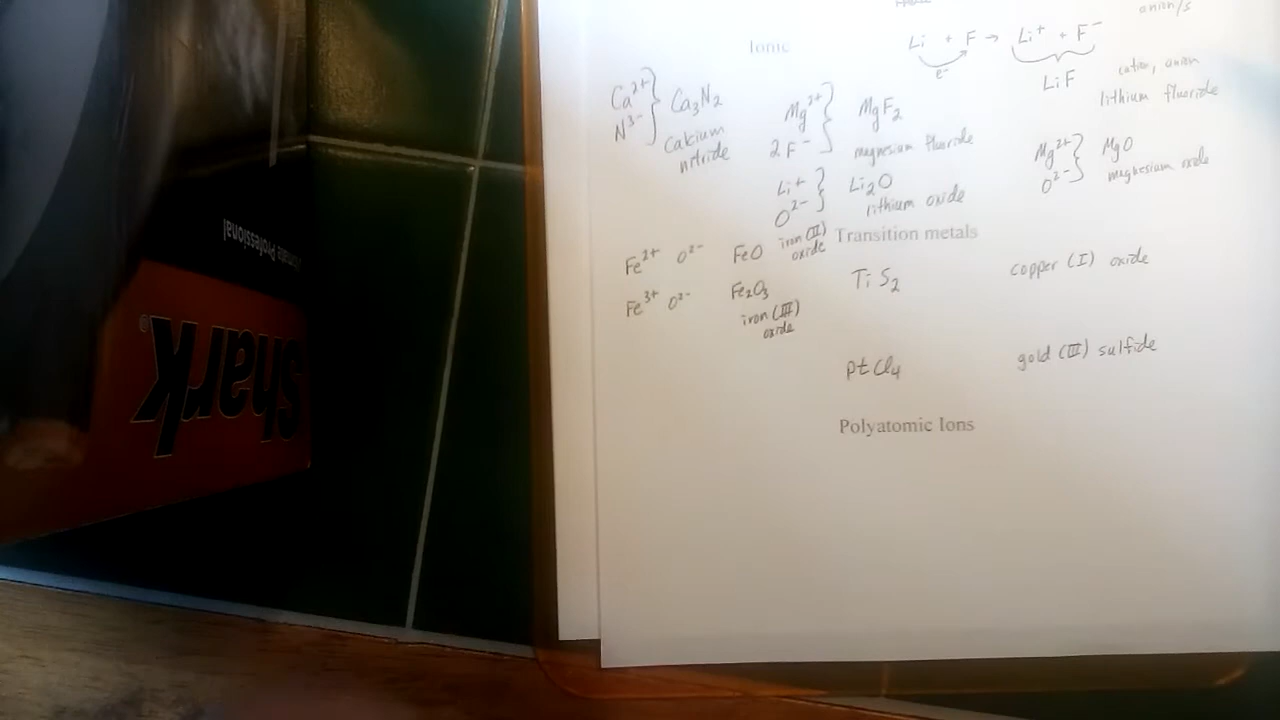 anion/s
Ionic
Li + F → Li⁺ + F⁻
e⁻
LiF
cation, anion
lithium fluoride
Ca²⁺
N³⁻
Ca₃N₂
Calcium
nitride
Mg²⁺
2 F⁻
MgF₂
magnesium fluoride
Mg²⁺
O²⁻
MgO
magnesium oxide
Li⁺
O²⁻
Li₂O
lithium oxide
Transition metals
Fe²⁺ O²⁻ FeO iron (II)
oxide
Fe³⁺ O²⁻ Fe₂O₃
iron (III)
oxide
TiS₂
copper (I) oxide
PtCl₄
gold (III) sulfide
Polyatomic Ions
Professional
Shark®